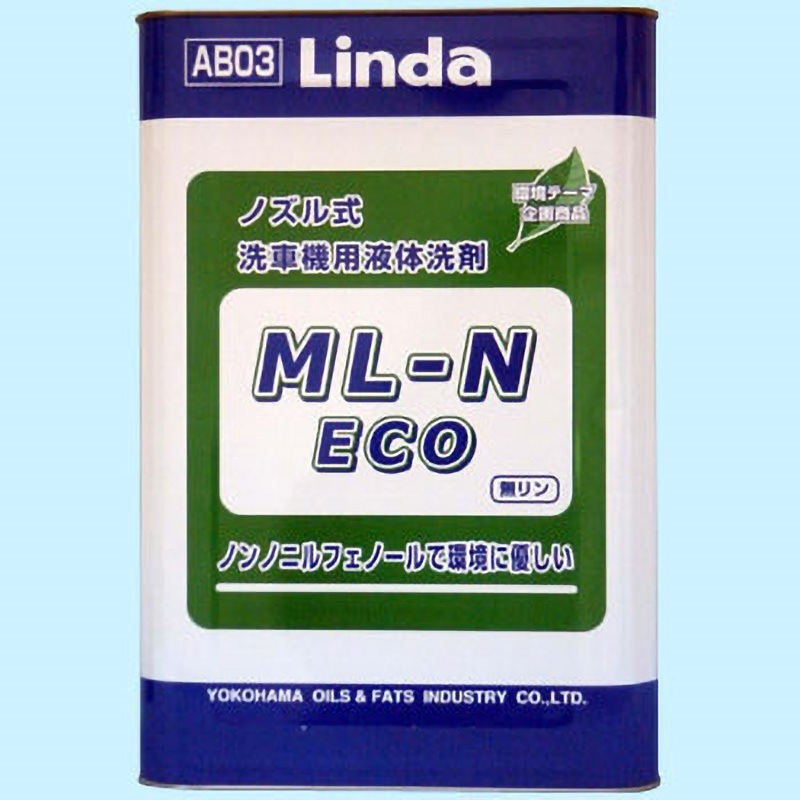 AB03 Linda
環境テーマ
企画商品
ノズル式
洗車機用液体洗剤
ML-N
ECO
無リン
ノンノニルフェノールで環境に優しい
YOKOHAMA OILS & FATS INDUSTRY CO.,LTD.